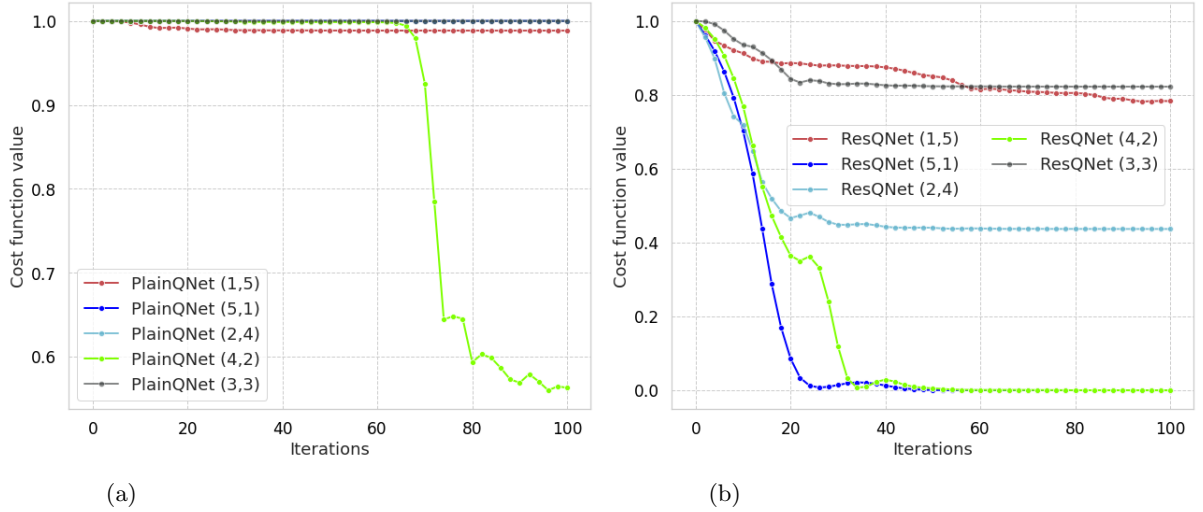 1.0
0.9
0.8
0.7
0.6
Cost function value
PlainQNet (1,5)
PlainQNet (5,1)
PlainQNet (2,4)
PlainQNet (4,2)
PlainQNet (3,3)
0 20 40 60 80 100
Iterations
(a)
1.0
0.8
0.6
0.4
0.2
0.0
Cost function value
ResQNet (1,5) ResQNet (4,2)
ResQNet (5,1) ResQNet (3,3)
ResQNet (2,4)
0 20 40 60 80 100
Iterations
(b)